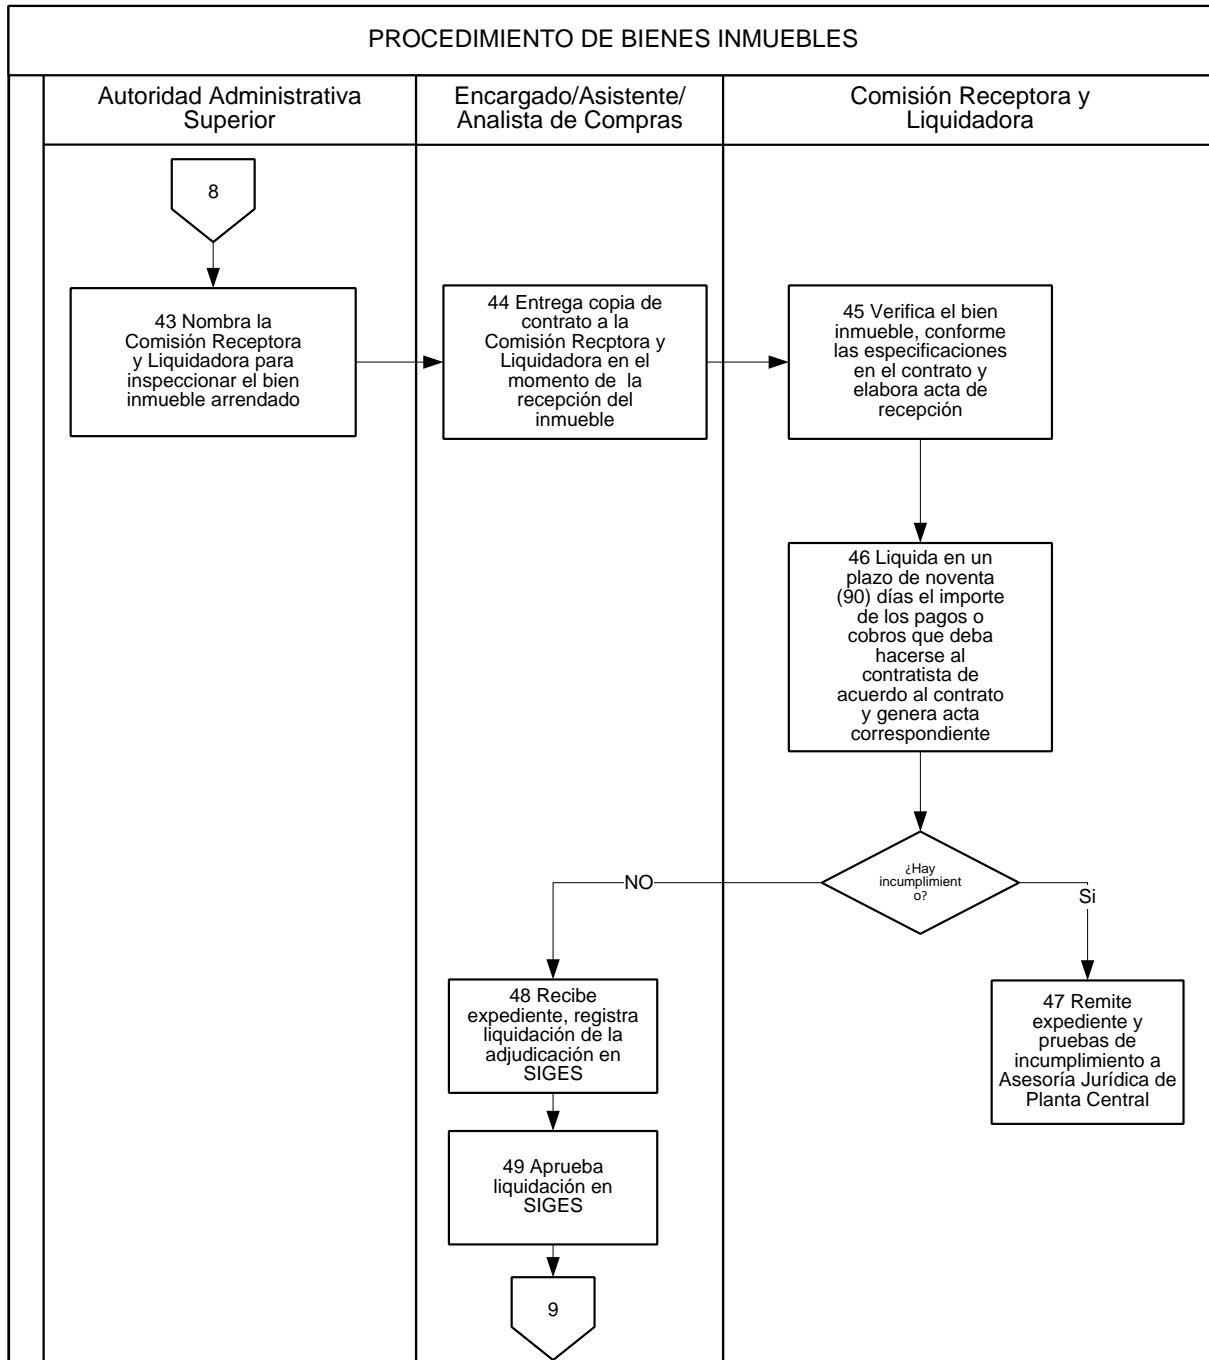 PROCEDIMIENTO DE BIENES INMUEBLES
Autoridad Administrativa
Superior
Encargado/Asistente/
Analista de Compras
Comisión Receptora y
Liquidadora
8
43 Nombra la
Comisión Receptora
y Liquidadora para
inspeccionar el bien
inmueble arrendado
44 Entrega copia de
contrato a la
Comisión Recptora y
Liquidadora en el
momento de  la
recepción del
inmueble
45 Verifica el bien
inmueble, conforme
las especificaciones
en el contrato y
elabora acta de
recepción
46 Liquida en un
plazo de noventa
(90) días el importe
de los pagos o
cobros que deba
hacerse al
contratista de
acuerdo al contrato
y genera acta
correspondiente
¿Hay
incumplimient
o?
NO
Si
48 Recibe
expediente, registra
liquidación de la
adjudicación en
SIGES
47 Remite
expediente y
pruebas de
incumplimiento a
Asesoría Jurídica de
Planta Central
49 Aprueba
liquidación en
SIGES
9